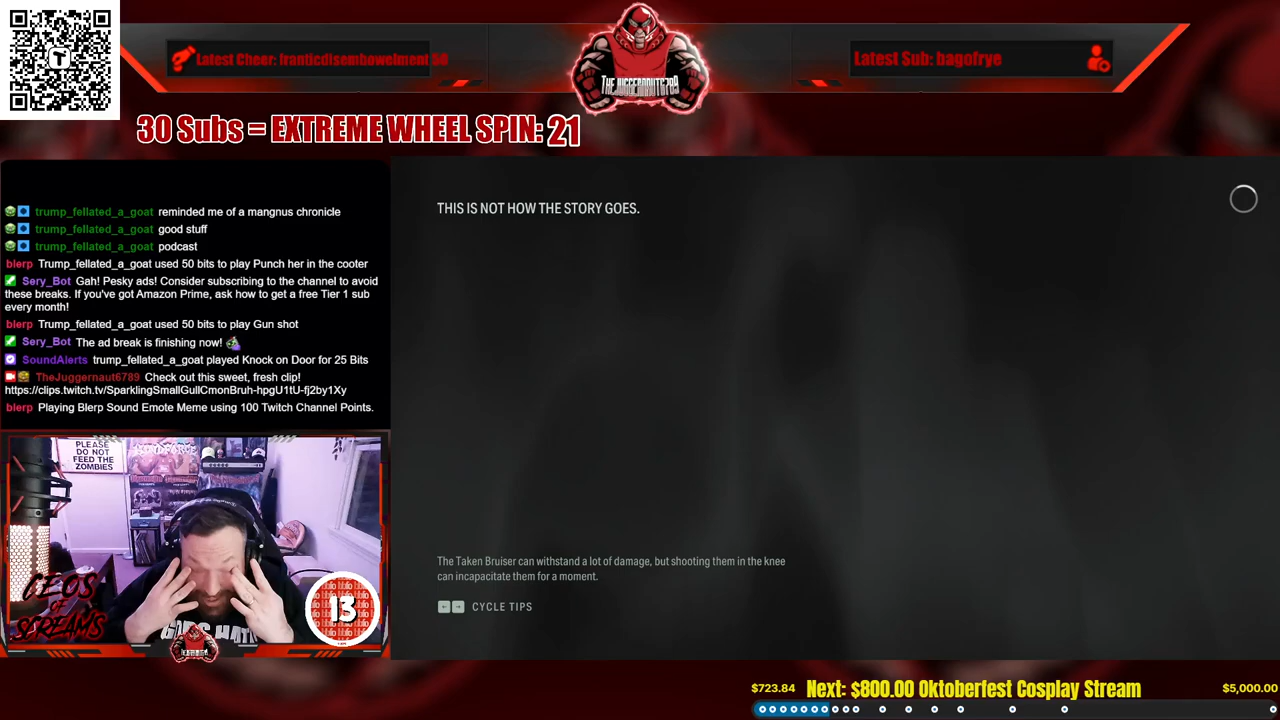 Latest Cheer: franticdisembowelment 50
THEJUGGERNAUT6789
Latest Sub: bagofrye
30 Subs = EXTREME WHEEL SPIN: 21
trump_fellated_a_goat reminded me of a mangnus chronicle
trump_fellated_a_goat good stuff
trump_fellated_a_goat podcast
blerp Trump_fellated_a_goat used 50 bits to play Punch her in the cooter
Sery_Bot Gah! Pesky ads! Consider subscribing to the channel to avoid
these breaks. If you've got Amazon Prime, ask how to get a free Tier 1 sub
every month!
blerp Trump_fellated_a_goat used 50 bits to play Gun shot
Sery_Bot The ad break is finishing now!
SoundAlerts trump_fellated_a_goat played Knock on Door for 25 Bits
TheJuggernaut6789 Check out this sweet, fresh clip!
https://clips.twitch.tv/SparklingSmallGullCmonBruh-hpgU1tU-fj2by1Xy
blerp Playing Blerp Sound Emote Meme using 100 Twitch Channel Points.
THIS IS NOT HOW THE STORY GOES.
The Taken Bruiser can withstand a lot of damage, but shooting them in the knee
can incapacitate them for a moment.
CYCLE TIPS
PLEASE
DO NOT
FEED THE
ZOMBIES
CEOS
OF
SCREAMS
13
$723.84 Next: $800.00 Oktoberfest Cosplay Stream $5,000.00